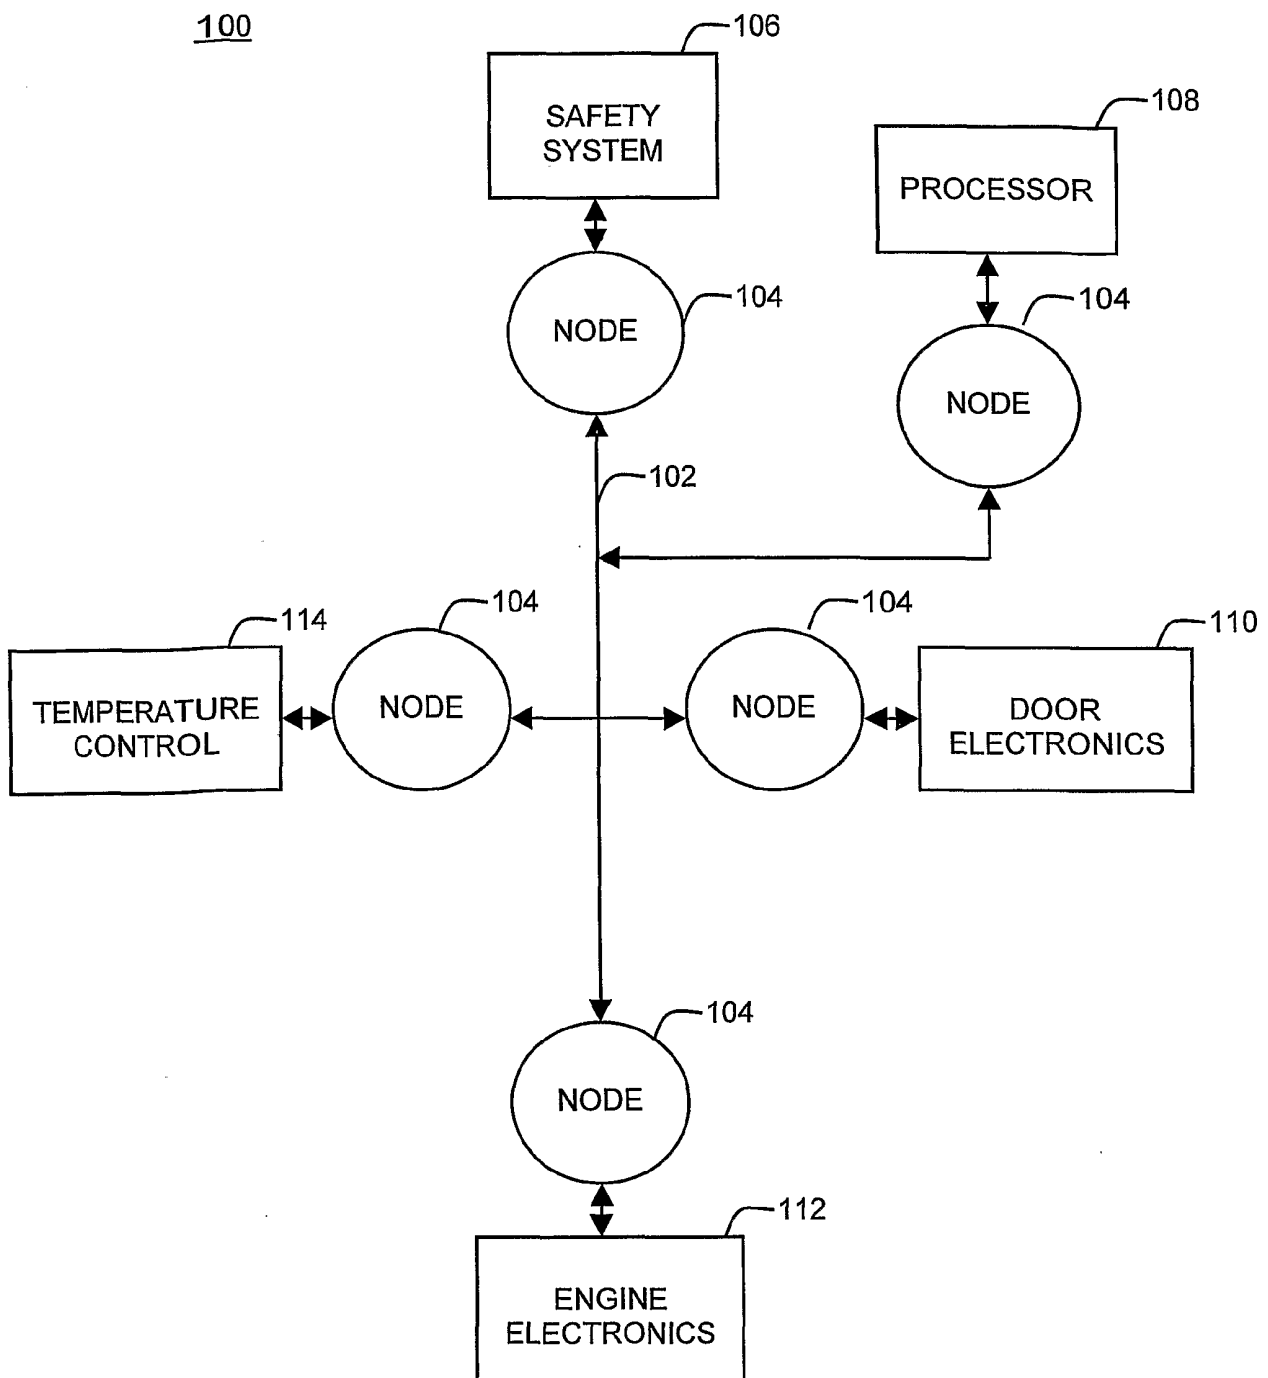 100
106
SAFETY
SYSTEM
108
PROCESSOR
104
NODE
104
NODE
102
114
TEMPERATURE
CONTROL
104
NODE
104
NODE
110
DOOR
ELECTRONICS
104
NODE
112
ENGINE
ELECTRONICS